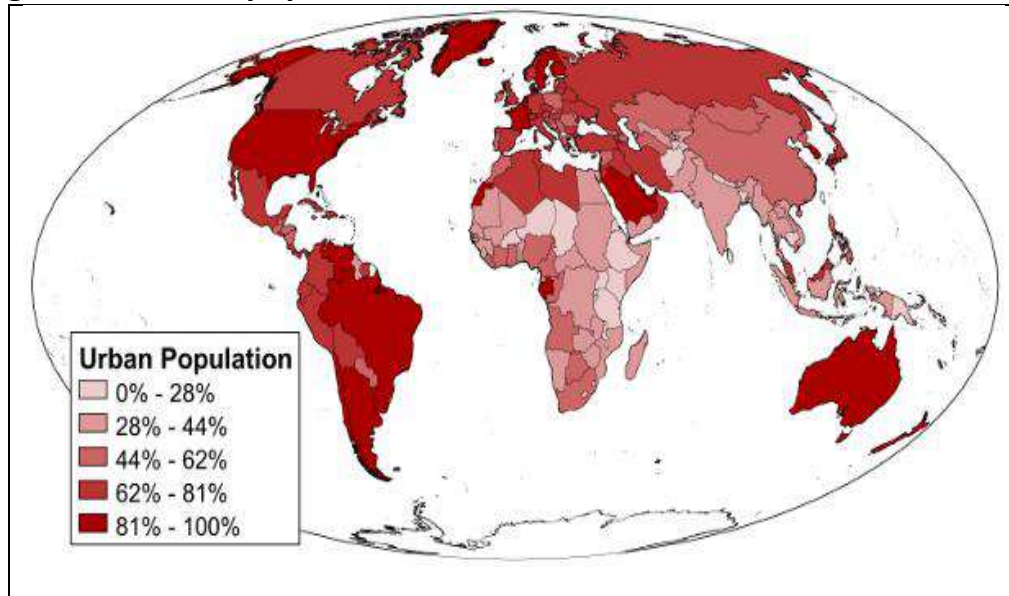 Urban Population
0% - 28%
28% - 44%
44% - 62%
62% - 81%
81% - 100%